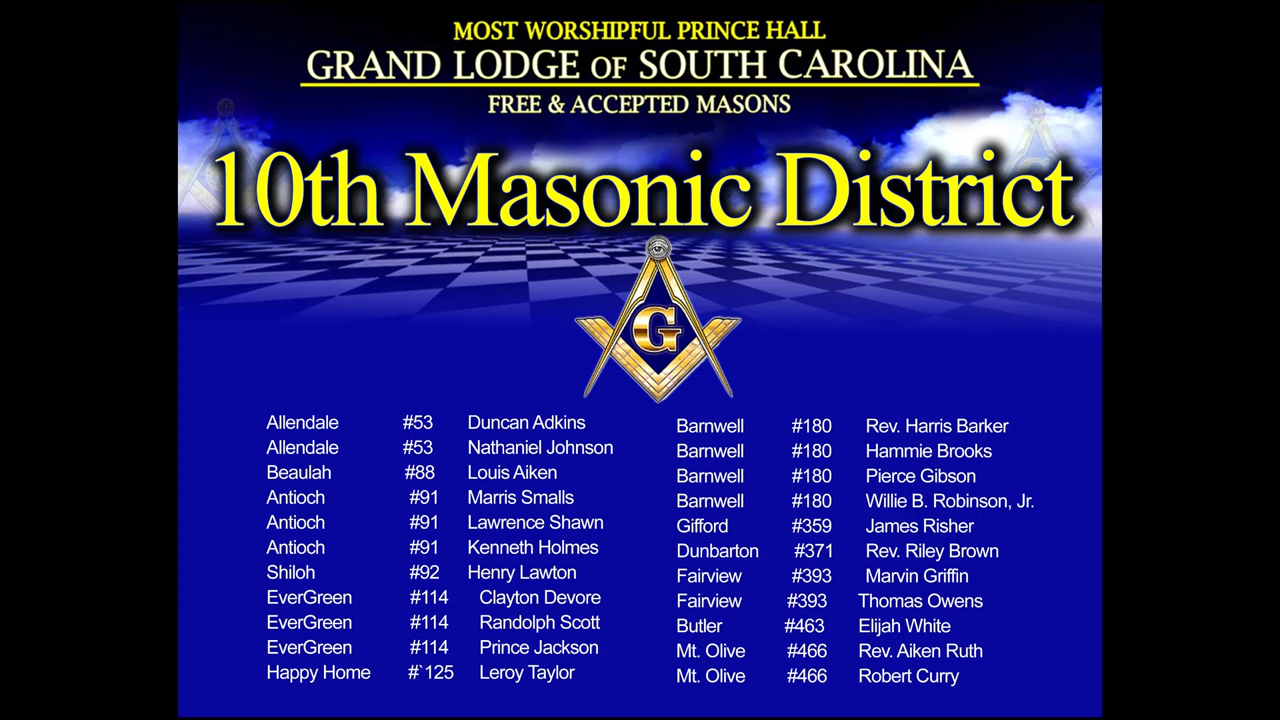 MOST WORSHIPFUL PRINCE HALL
GRAND LODGE OF SOUTH CAROLINA
FREE & ACCEPTED MASONS
10th Masonic District
G
Allendale #53 Duncan Adkins
Allendale #53 Nathaniel Johnson
Beaulah #88 Louis Aiken
Antioch #91 Marris Smalls
Antioch #91 Lawrence Shawn
Antioch #91 Kenneth Holmes
Shiloh #92 Henry Lawton
EverGreen #114 Clayton Devore
EverGreen #114 Randolph Scott
EverGreen #114 Prince Jackson
Happy Home #`125 Leroy Taylor
Barnwell #180 Rev. Harris Barker
Barnwell #180 Hammie Brooks
Barnwell #180 Pierce Gibson
Barnwell #180 Willie B. Robinson, Jr.
Gifford #359 James Risher
Dunbarton #371 Rev. Riley Brown
Fairview #393 Marvin Griffin
Fairview #393 Thomas Owens
Butler #463 Elijah White
Mt. Olive #466 Rev. Aiken Ruth
Mt. Olive #466 Robert Curry